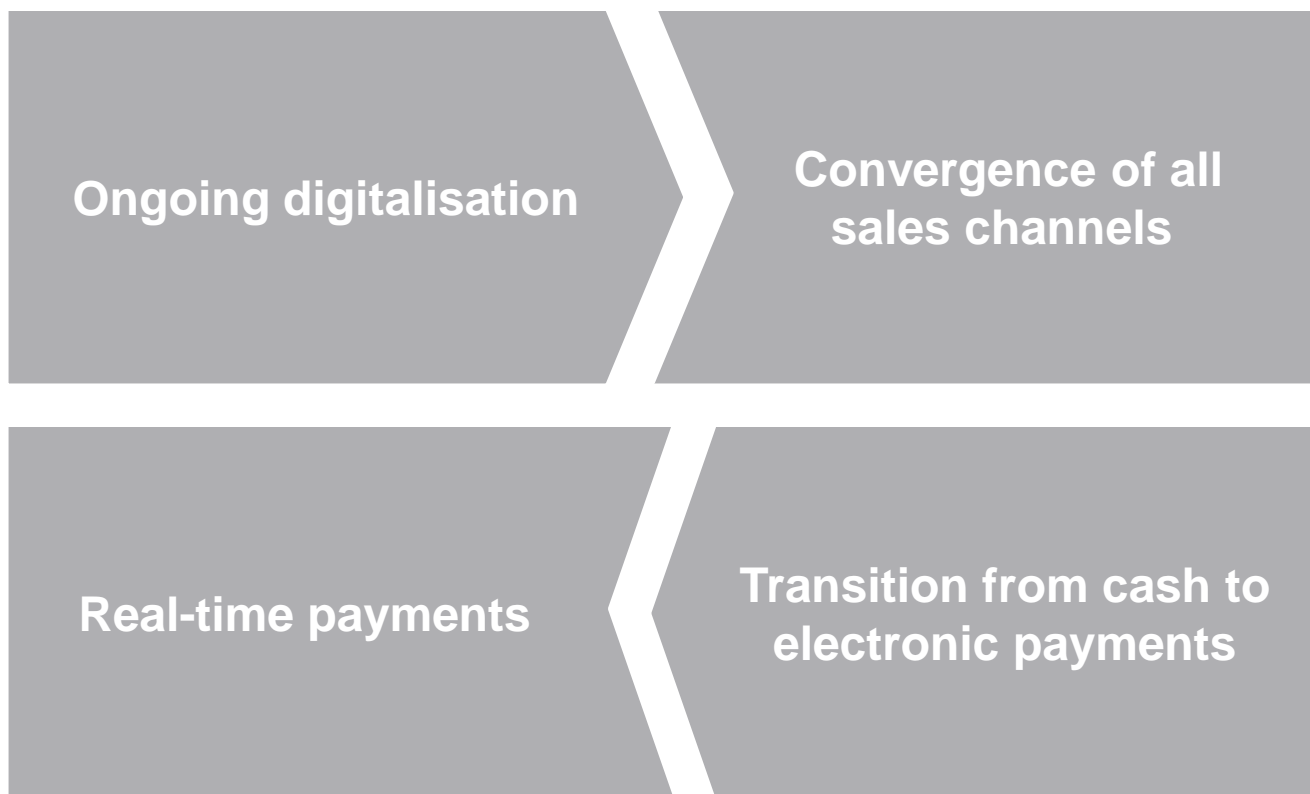 Ongoing digitalisation
Convergence of all
sales channels
Real-time payments
Transition from cash to
electronic payments